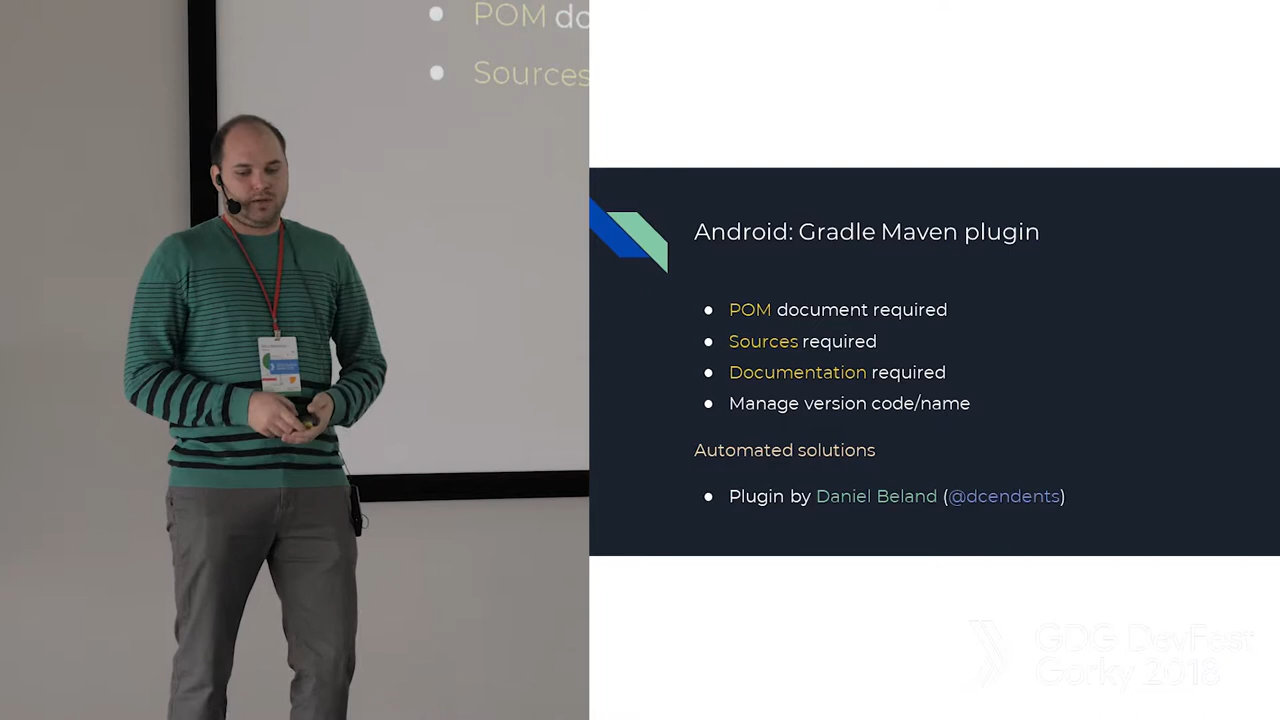 POM do
Sources
Android: Gradle Maven plugin
● POM document required
● Sources required
● Documentation required
● Manage version code/name
Automated solutions
● Plugin by Daniel Beland (@dcendents)
GDG DevFest
Gorky 2018